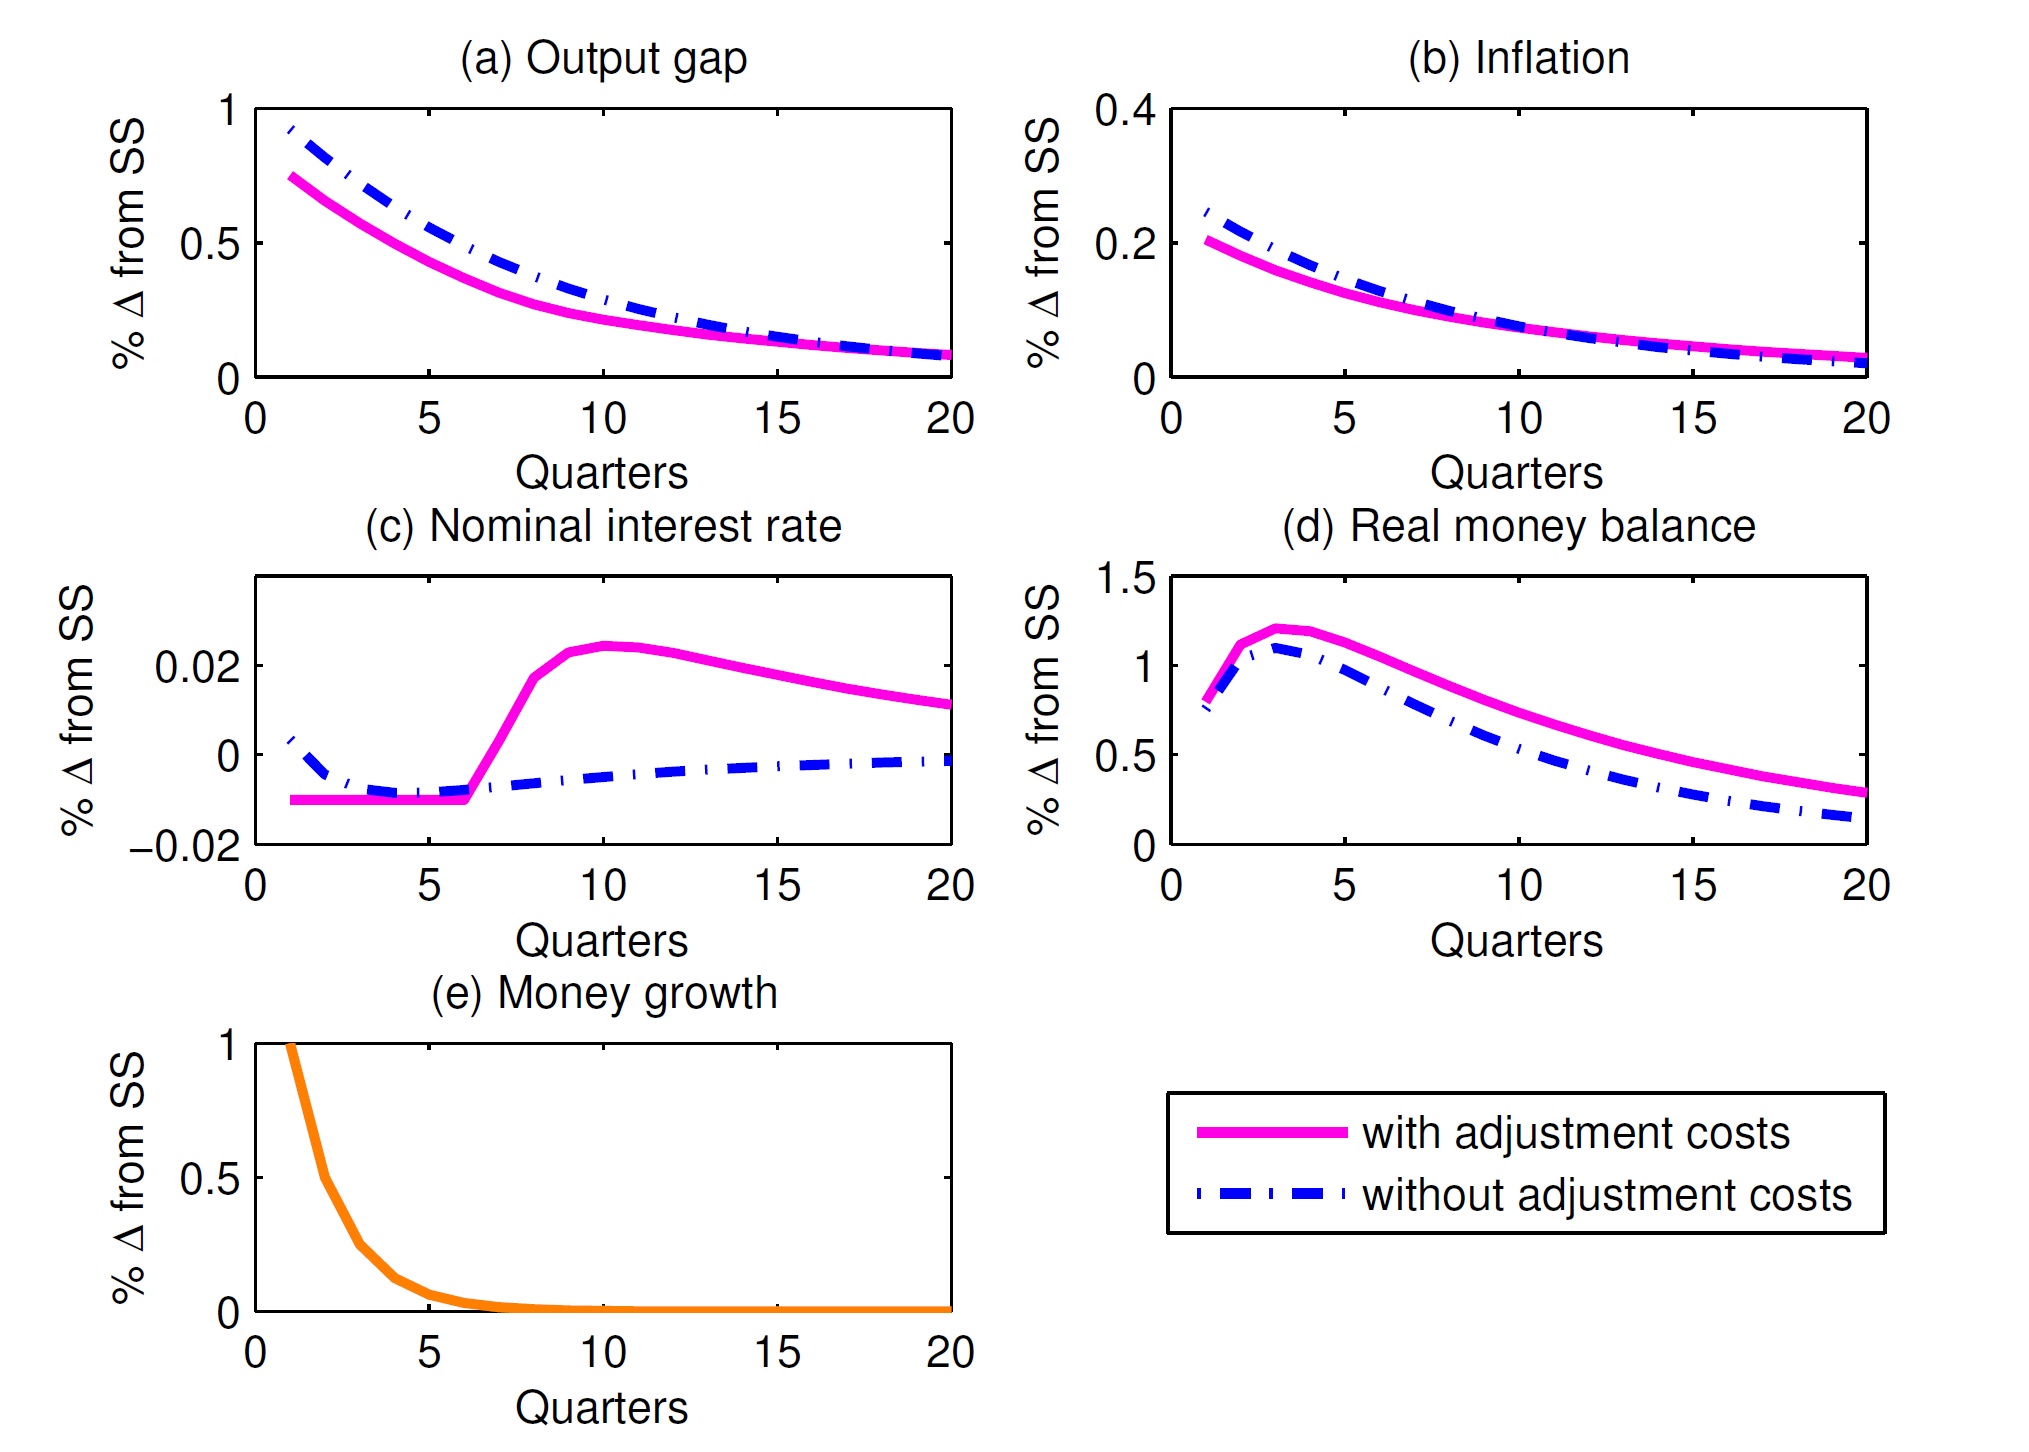 (a) Output gap
% Δ from SS
1
0.5
0
0 5 10 15 20
Quarters
(b) Inflation
% Δ from SS
0.4
0.2
0
0 5 10 15 20
Quarters
(c) Nominal interest rate
% Δ from SS
0.02
0
−0.02
0 5 10 15 20
Quarters
(d) Real money balance
% Δ from SS
1.5
1
0.5
0
0 5 10 15 20
Quarters
(e) Money growth
% Δ from SS
1
0.5
0
0 5 10 15 20
Quarters
with adjustment costs
without adjustment costs